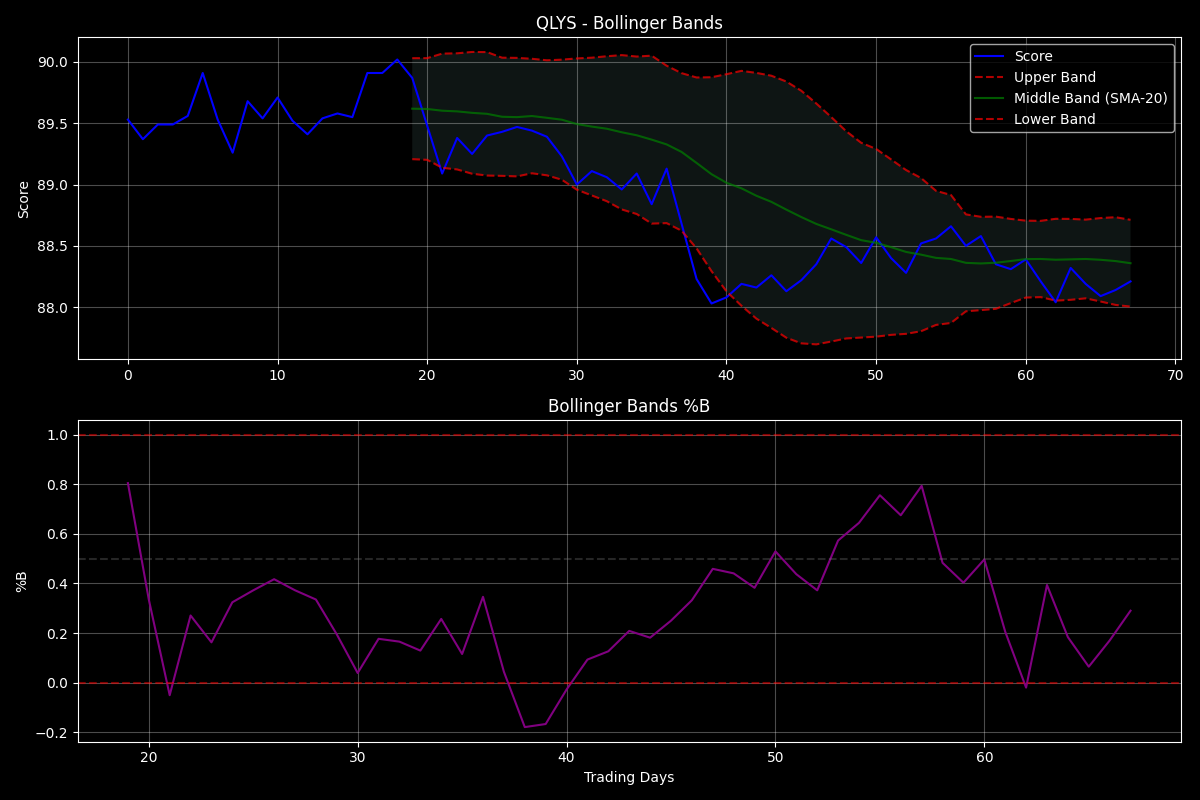 QLYS - Bollinger Bands
Score
90.0
89.5
89.0
88.5
88.0
Score
Upper Band
Middle Band (SMA-20)
Lower Band
0 10 20 30 40 50 60 70
Bollinger Bands %B
%B
1.0
0.8
0.6
0.4
0.2
0.0
−0.2
20 30 40 50 60
Trading Days